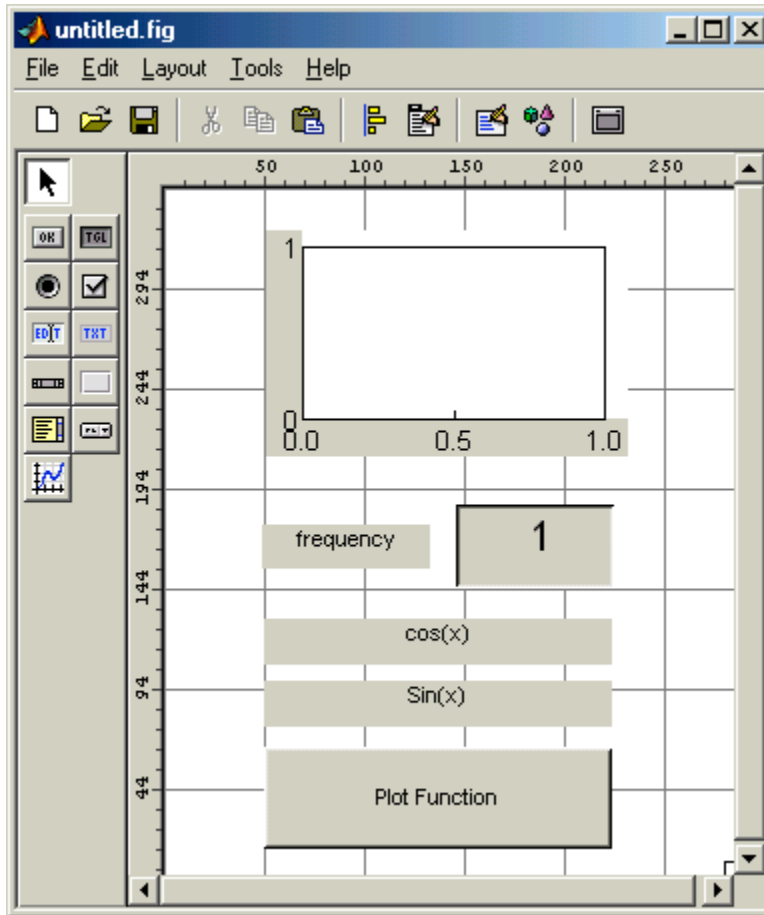 untitled.fig
File Edit Layout Tools Help
50 100 150 200 250
OK TGL
EDIT TXT
294
244
194
144
94
44
1
0
0.0 0.5 1.0
frequency 1
cos(x)
Sin(x)
Plot Function